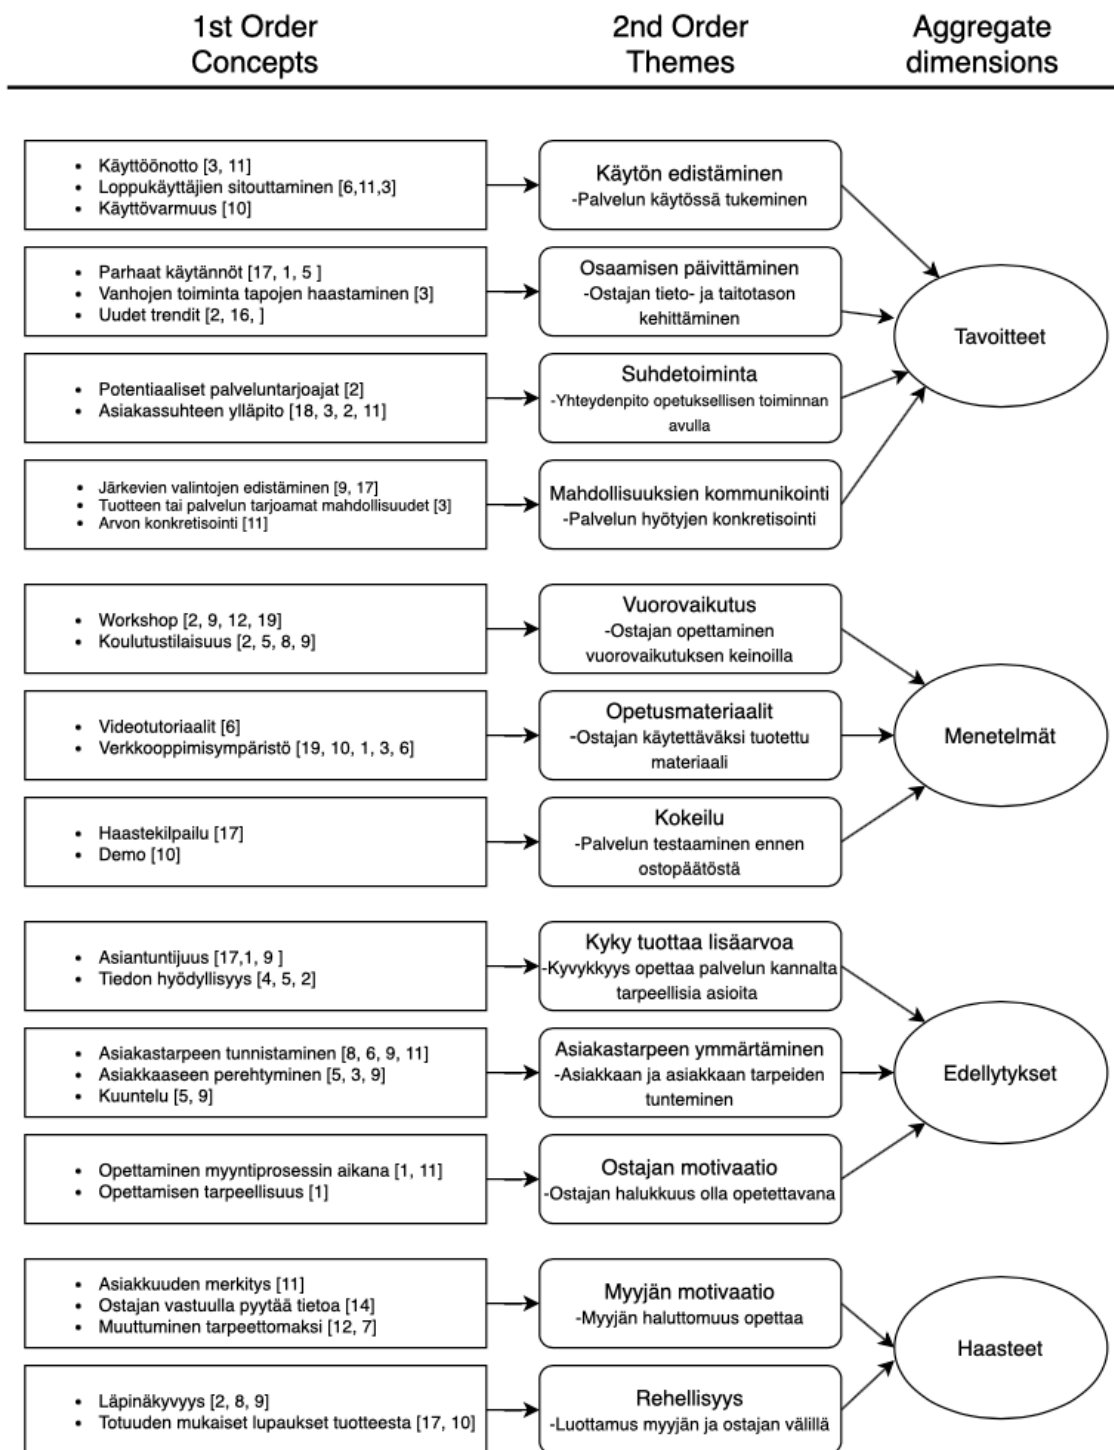 1st Order
Concepts
2nd Order
Themes
Aggregate
dimensions
• Käyttöönotto [3, 11]
• Loppukäyttäjien sitouttaminen [6,11,3]
• Käyttövarmuus [10]
Käytön edistäminen
-Palvelun käytössä tukeminen
• Parhaat käytännöt [17, 1, 5 ]
• Vanhojen toiminta tapojen haastaminen [3]
• Uudet trendit [2, 16, ]
Osaamisen päivittäminen
-Ostajan tieto- ja taitotason
kehittäminen
• Potentiaaliset palveluntarjoajat [2]
• Asiakassuhteen ylläpito [18, 3, 2, 11]
Suhdetoiminta
-Yhteydenpito opetuksellisen toiminnan
avulla
• Järkevien valintojen edistäminen [9, 17]
• Tuotteen tai palvelun tarjoamat mahdollisuudet [3]
• Arvon konkretisointi [11]
Mahdollisuuksien kommunikointi
-Palvelun hyötyjen konkretisointi
Tavoitteet
• Workshop [2, 9, 12, 19]
• Koulutustilaisuus [2, 5, 8, 9]
Vuorovaikutus
-Ostajan opettaminen
vuorovaikutuksen keinoilla
• Videotutoriaalit [6]
• Verkkooppimisympäristö [19, 10, 1, 3, 6]
Opetusmateriaalit
-Ostajan käytettäväksi tuotettu
materiaali
• Haastekilpailu [17]
• Demo [10]
Kokeilu
-Palvelun testaaminen ennen
ostopäätöstä
Menetelmät
• Asiantuntijuus [17,1, 9 ]
• Tiedon hyödyllisyys [4, 5, 2]
Kyky tuottaa lisäarvoa
-Kyvykkyys opettaa palvelun kannalta
tarpeellisia asioita
• Asiakastarpeen tunnistaminen [8, 6, 9, 11]
• Asiakkaaseen perehtyminen [5, 3, 9]
• Kuuntelu [5, 9]
Asiakastarpeen ymmärtäminen
-Asiakkaan ja asiakkaan tarpeiden
tunteminen
• Opettaminen myyntiprosessin aikana [1, 11]
• Opettamisen tarpeellisuus [1]
Ostajan motivaatio
-Ostajan halukkuus olla opetettavana
Edellytykset
• Asiakkuuden merkitys [11]
• Ostajan vastuulla pyytää tietoa [14]
• Muuttuminen tarpeettomaksi [12, 7]
Myyjän motivaatio
-Myyjän haluttomuus opettaa
• Läpinäkyvyys [2, 8, 9]
• Totuuden mukaiset lupaukset tuotteesta [17, 10]
Rehellisyys
-Luottamus myyjän ja ostajan välillä
Haasteet